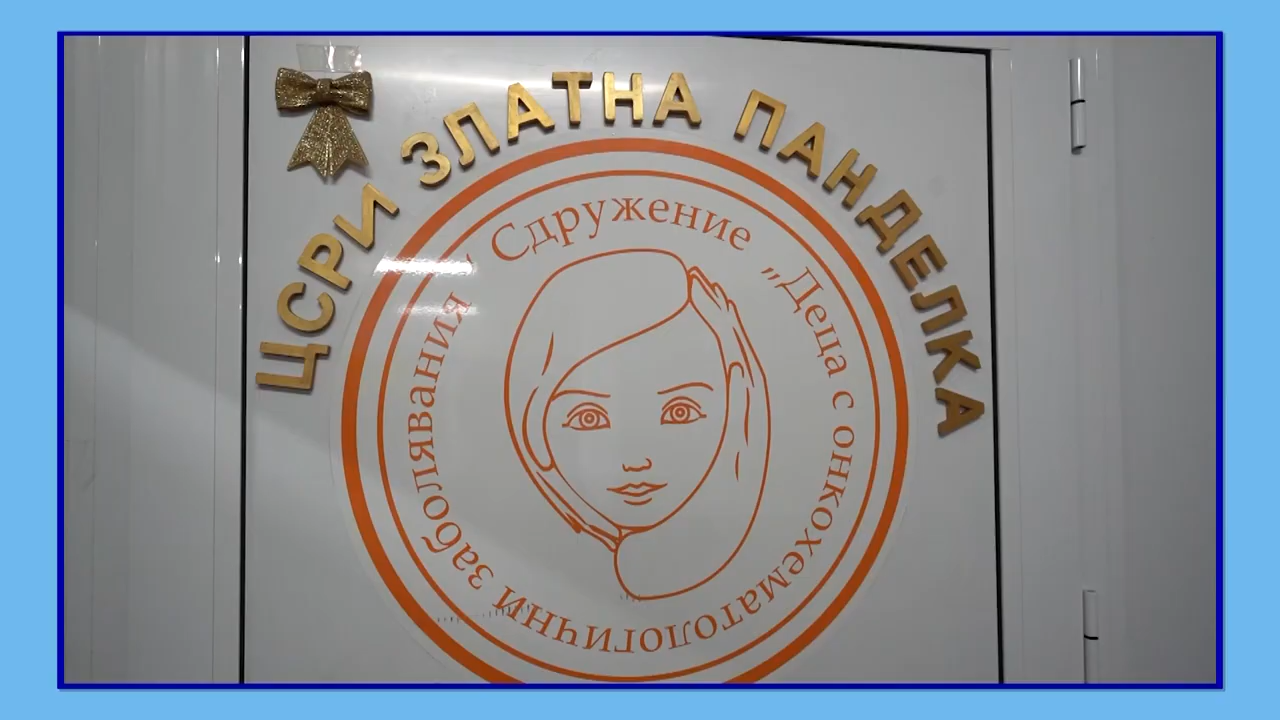 ЦСРИ ЗЛАТНА ПАНДЕЛКА
Сдружение „Деца с онкохематологични заболявания“